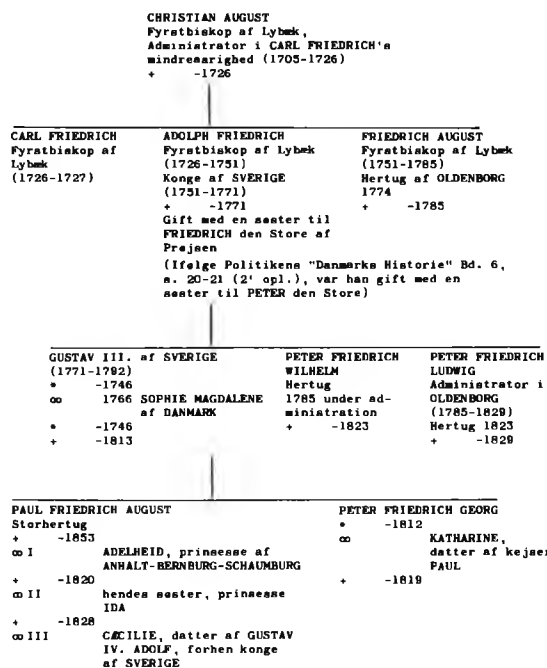 CHRISTIAN AUGUST
Fyrstbiskop af Lybæk,
Administrator i CARL FRIEDRICH's
mindreaarighed (1705-1726)
+ -1726
CARL FRIEDRICH
Fyrstbiskop af
Lybæk
(1726-1727)
ADOLPH FRIEDRICH
Fyrstbiskop af Lybæk
(1726-1751)
Konge af SVERIGE
(1751-1771)
+ -1771
Gift med en søster til
FRIEDRICH den Store af
Prøjsen
(Ifølge Politikens "Danmarks Historie" Bd. 6,
s. 20-21 (2' opl.), var han gift med en
søster til PETER den Store)
FRIEDRICH AUGUST
Fyrstbiskop af Lybæk
(1751-1785)
Hertug af OLDENBORG
1774
+ -1785
GUSTAV III. af SVERIGE
(1771-1792)
* -1746
∞ 1766 SOPHIE MAGDALENE
af DANMARK
* -1746
+ -1813
PETER FRIEDRICH
WILHELM
Hertug
1785 under ad-
ministration
+ -1823
PETER FRIEDRICH
LUDWIG
Administrator i
OLDENBORG
(1785-1829)
Hertug 1823
+ -1829
PAUL FRIEDRICH AUGUST
Storhertug
+ -1853
∞ I ADELHEID, prinsesse af
ANHALT-BERNBURG-SCHAUMBURG
+ -1820
∞ II hendes søster, prinsesse
IDA
+ -1828
∞ III CÆCILIE, datter af GUSTAV
IV. ADOLF, forhen konge
af SVERIGE
PETER FRIEDRICH GEORG
* -1812
∞ KATHARINE,
datter af kejser
PAUL
+ -1819